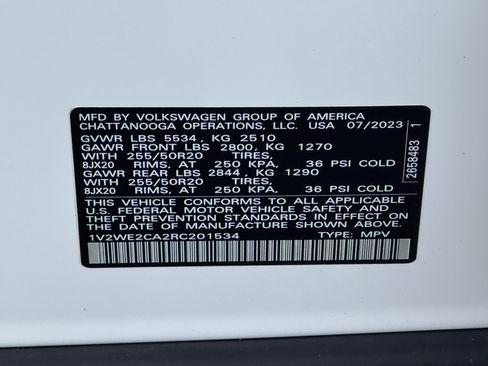 MFD BY VOLKSWAGEN GROUP OF AMERICA
CHATTANOOGA OPERATIONS, LLC. USA 07/2023
GVWR LBS 5534, KG 2510
GAWR FRONT LBS 2800, KG 1270
WITH 255/50R20 TIRES,
8JX20 RIMS, AT 250 KPA, 36 PSI COLD
GAWR REAR LBS 2844, KG 1290
WITH 255/50R20 TIRES,
8JX20 RIMS, AT 250 KPA, 36 PSI COLD
THIS VEHICLE CONFORMS TO ALL APPLICABLE
U.S. FEDERAL MOTOR VEHICLE SAFETY AND
THEFT PREVENTION STANDARDS IN EFFECT ON
THE DATE OF MANUFACTURE SHOWN ABOVE.
1V2WE2CA2RC201534 TYPE: MPV
2658483 1